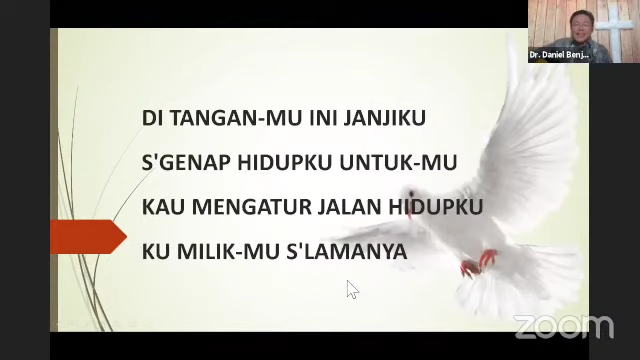 Dr. Daniel Benj...
DI TANGAN-MU INI JANJIKU
S'GENAP HIDUPKU UNTUK-MU
KAU MENGATUR JALAN HIDUPKU
KU MILIK-MU S'LAMANYA
zoom